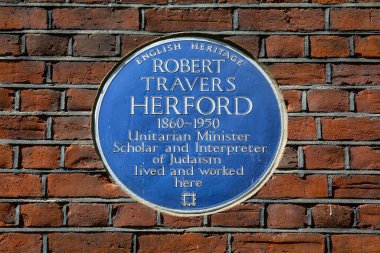 ENGLISH HERITAGE
ROBERT
TRAVERS
HERFORD
1860-1950
Unitarian Minister
Scholar and Interpreter
of Judaism
lived and worked
here